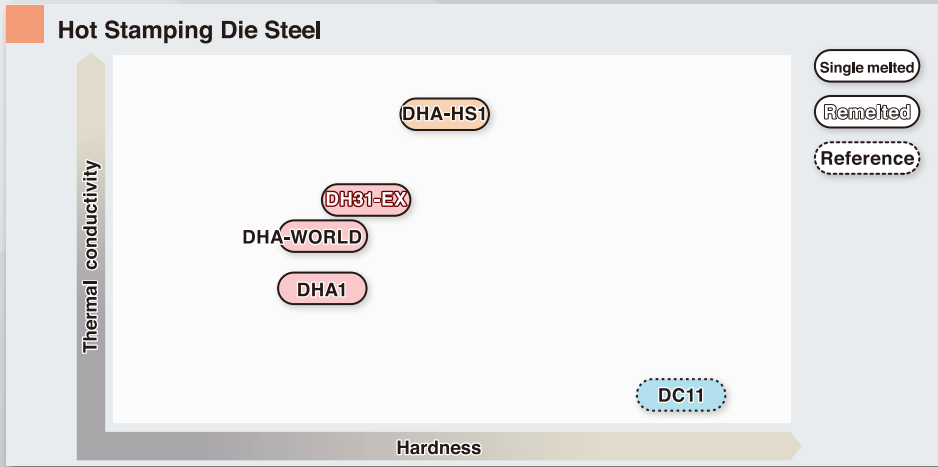 Hot Stamping Die Steel
Single melted
Remelted
Reference
DHA-HS1
DH31-EX
DHA-WORLD
DHA1
DC11
Thermal conductivity
Hardness